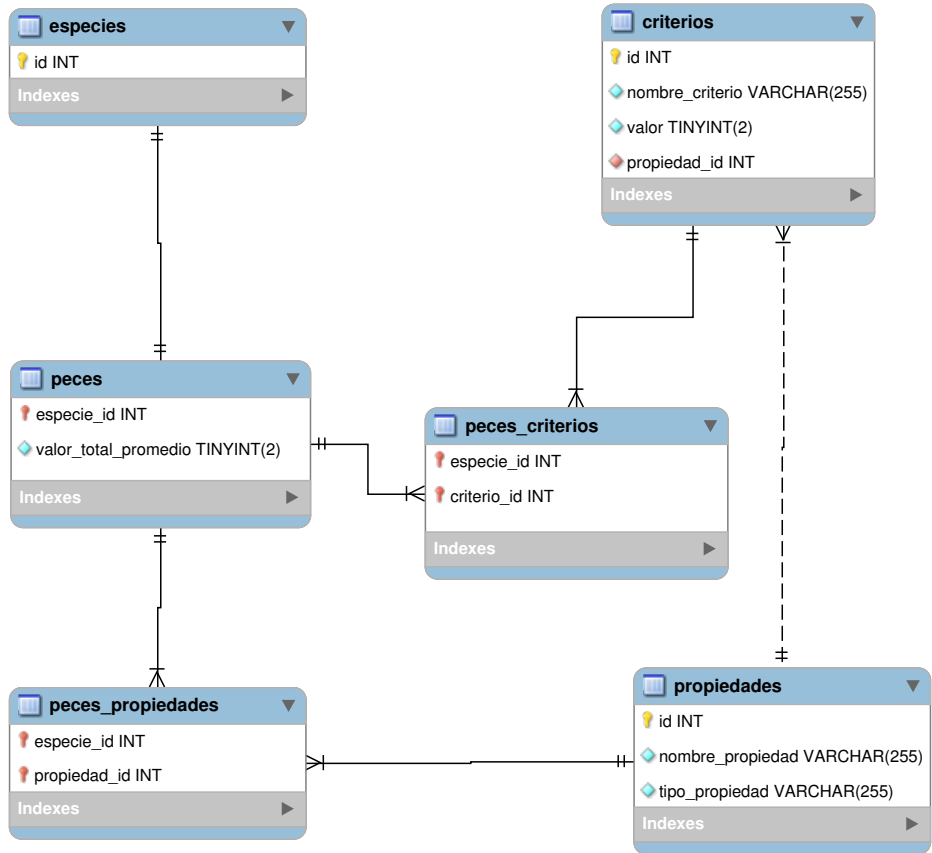 especies
id INT
Indexes
criterios
id INT
nombre_criterio VARCHAR(255)
valor TINYINT(2)
propiedad_id INT
Indexes
peces
especie_id INT
valor_total_promedio TINYINT(2)
Indexes
peces_criterios
especie_id INT
criterio_id INT
Indexes
peces_propiedades
especie_id INT
propiedad_id INT
Indexes
propiedades
id INT
nombre_propiedad VARCHAR(255)
tipo_propiedad VARCHAR(255)
Indexes